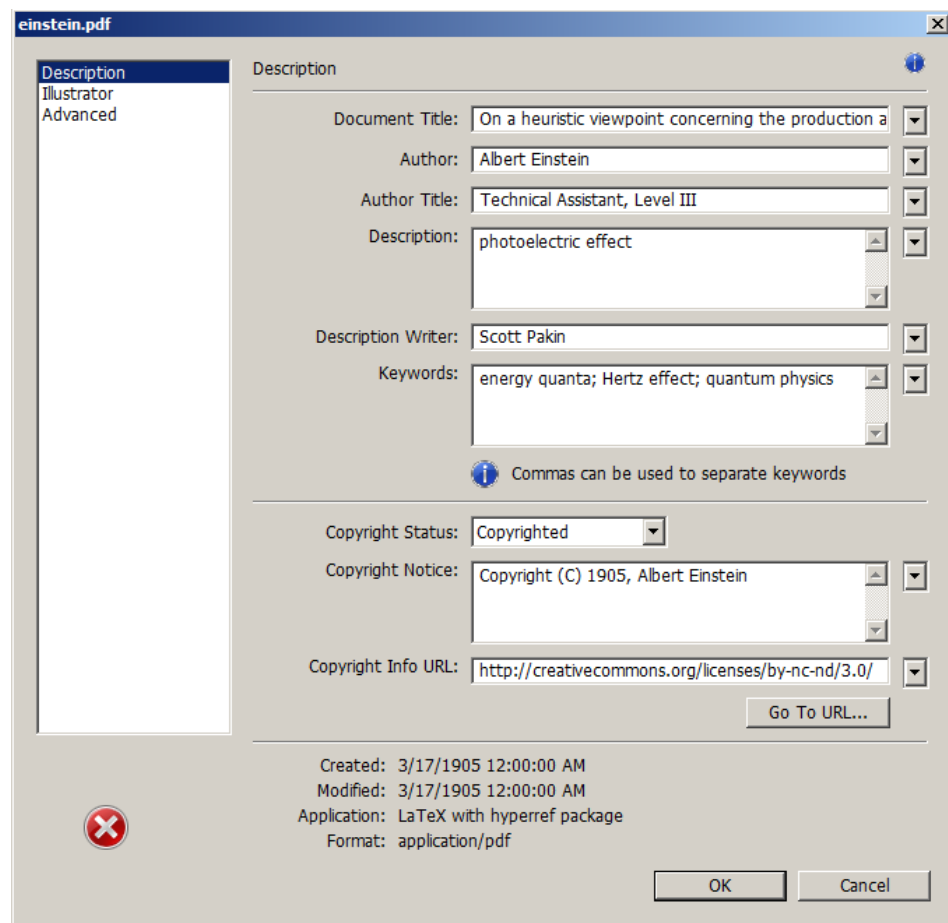 einstein.pdf
Description
Illustrator
Advanced
Description
Document Title: On a heuristic viewpoint concerning the production a
Author: Albert Einstein
Author Title: Technical Assistant, Level III
Description: photoelectric effect
Description Writer: Scott Pakin
Keywords: energy quanta; Hertz effect; quantum physics
Commas can be used to separate keywords
Copyright Status: Copyrighted
Copyright Notice: Copyright (C) 1905, Albert Einstein
Copyright Info URL: http://creativecommons.org/licenses/by-nc-nd/3.0/
Go To URL...
Created: 3/17/1905 12:00:00 AM
Modified: 3/17/1905 12:00:00 AM
Application: LaTeX with hyperref package
Format: application/pdf
OK Cancel